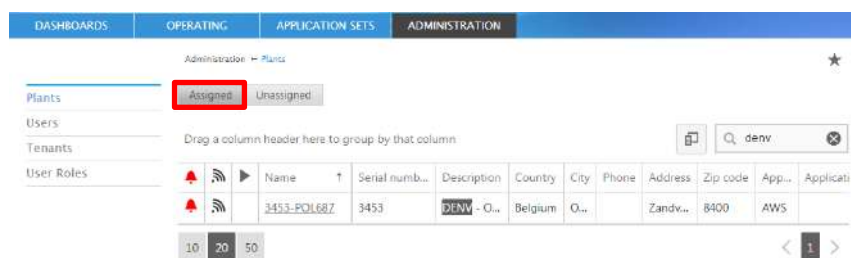 DASHBOARDS OPERATING APPLICATION SETS ADMINISTRATION
Administration ← Plants
Plants
Assigned Unassigned
Users
Tenants
User Roles
Drag a column header here to group by that column
denv
Name ↑ Serial numb... Description Country City Phone Address Zip code App... Applicati
3453-POL687 3453 DENV - O... Belgium O... Zandv... 8400 AWS
10 20 50 < 1 >